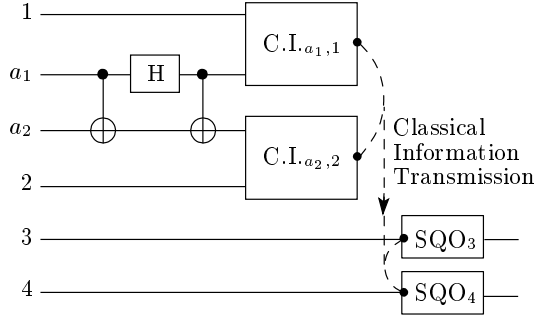 1
C.I.a₁,1
a₁
H
a₂
C.I.a₂,2
2
Classical
Information
Transmission
3
SQO₃
4
SQO₄